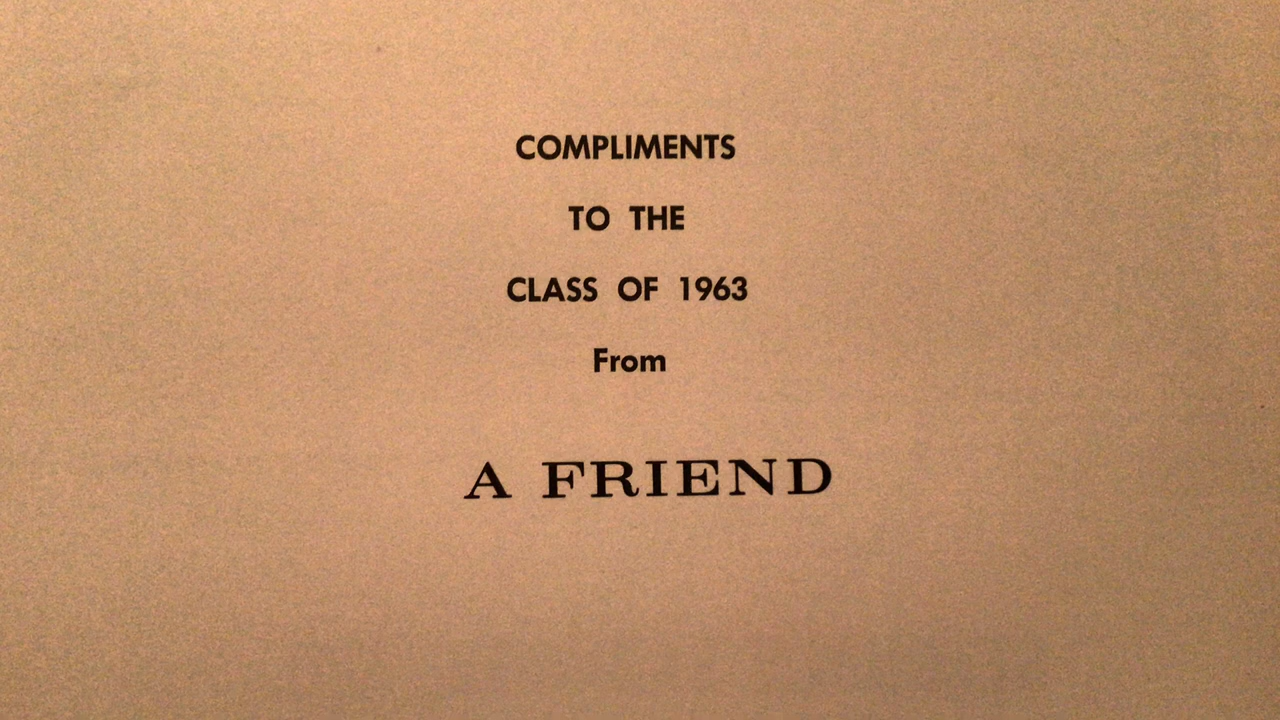 COMPLIMENTS
TO THE
CLASS OF 1963
From
A FRIEND